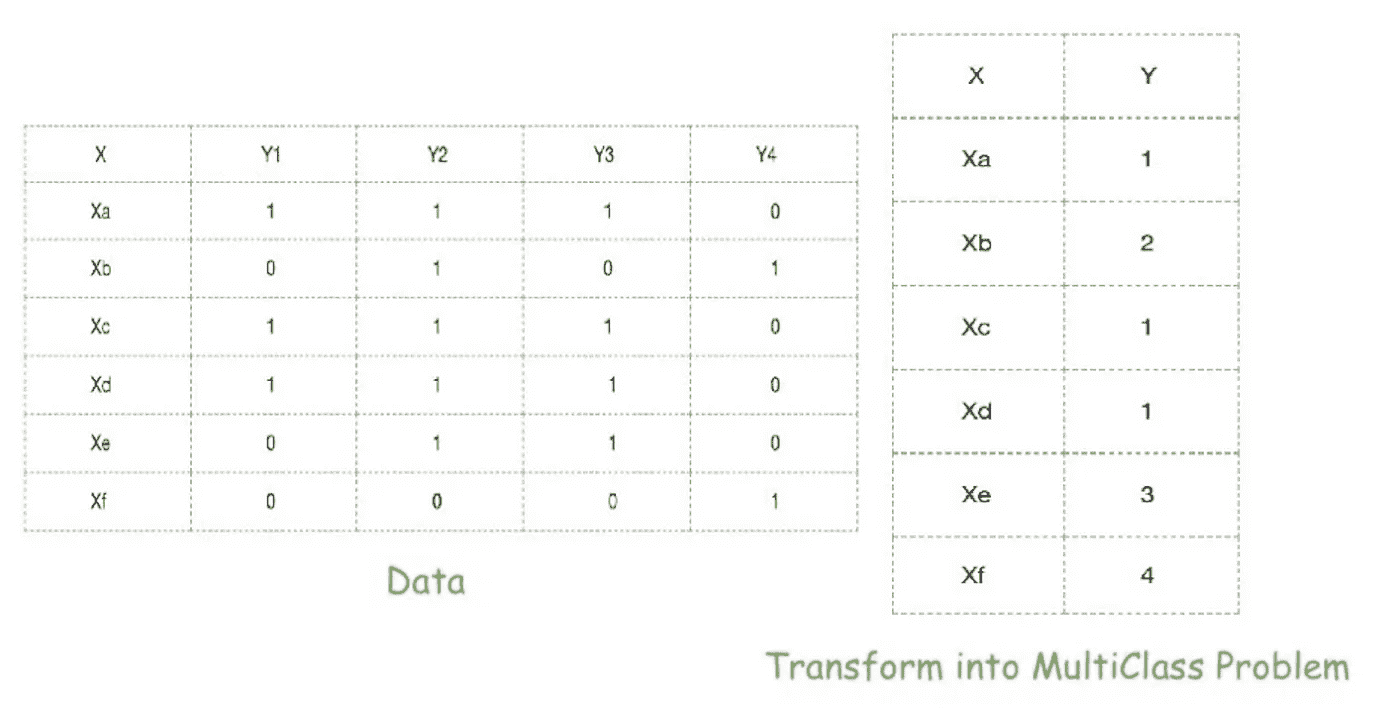 X Y1 Y2 Y3 Y4
Xa 1 1 1 0
Xb 0 1 0 1
Xc 1 1 1 0
Xd 1 1 1 0
Xe 0 1 1 0
Xf 0 0 0 1
Data
X Y
Xa 1
Xb 2
Xc 1
Xd 1
Xe 3
Xf 4
Transform into MultiClass Problem